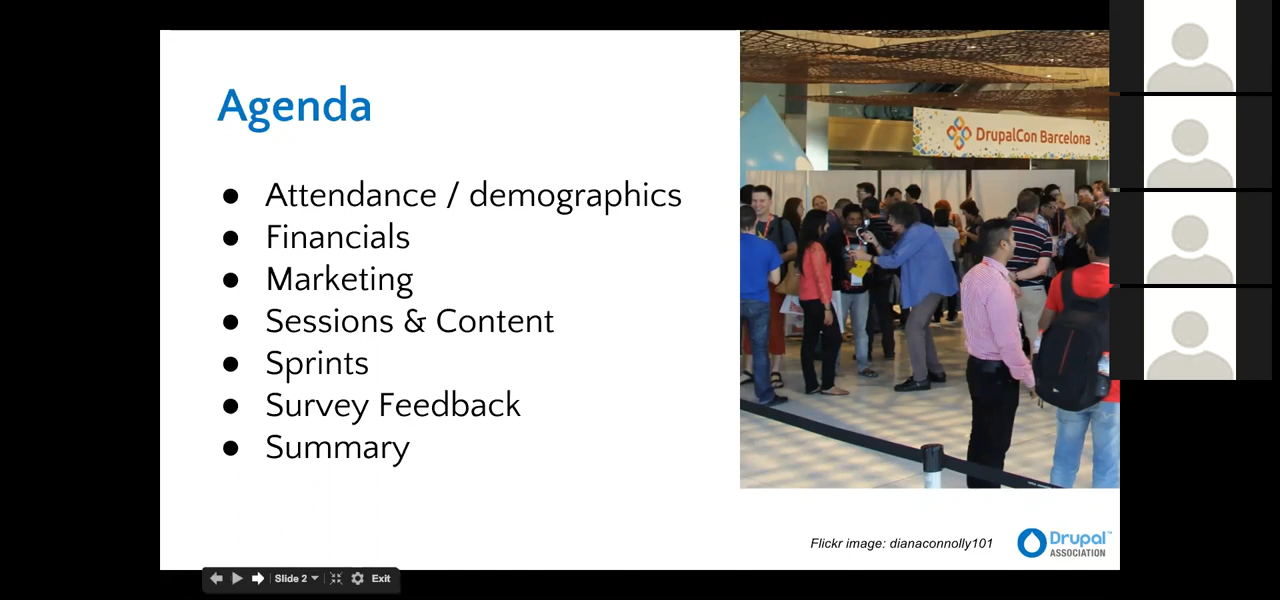 Agenda
● Attendance / demographics
● Financials
● Marketing
● Sessions & Content
● Sprints
● Survey Feedback
● Summary
DrupalCon Barcelona
Flickr image: dianaconnolly101
Drupal™
ASSOCIATION
Slide 2
Exit